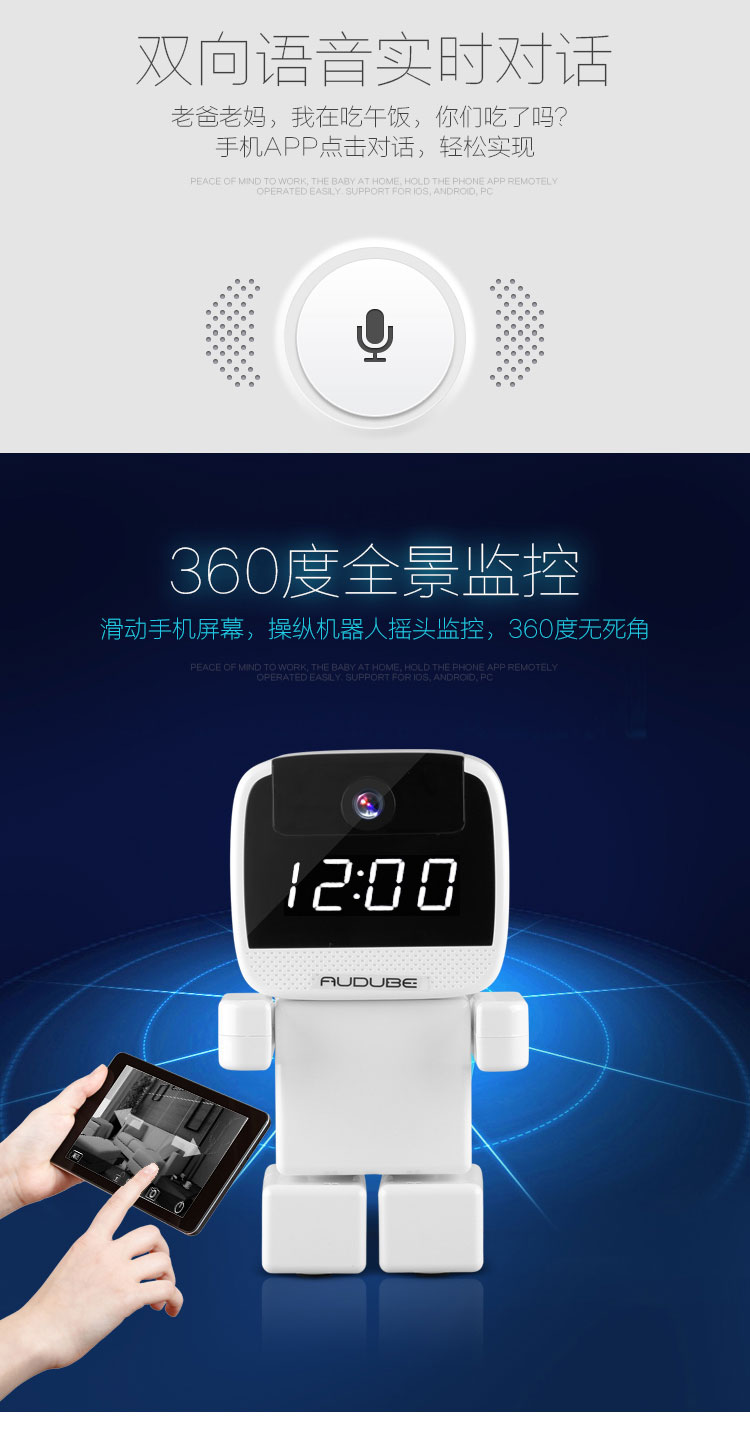 双向语音实时对话
老爸老妈，我在吃午饭，你们吃了吗？
手机APP点击对话，轻松实现
PEACE OF MIND TO WORK, THE BABY AT HOME, HOLD THE PHONE APP REMOTELY
OPERATED EASILY. SUPPORT FOR IOS, ANDROID, PC
360度全景监控
滑动手机屏幕，操纵机器人摇头监控，360度无死角
PEACE OF MIND TO WORK, THE BABY AT HOME, HOLD THE PHONE APP REMOTELY
OPERATED EASILY. SUPPORT FOR IOS, ANDROID, PC
12:00
AUDUBE